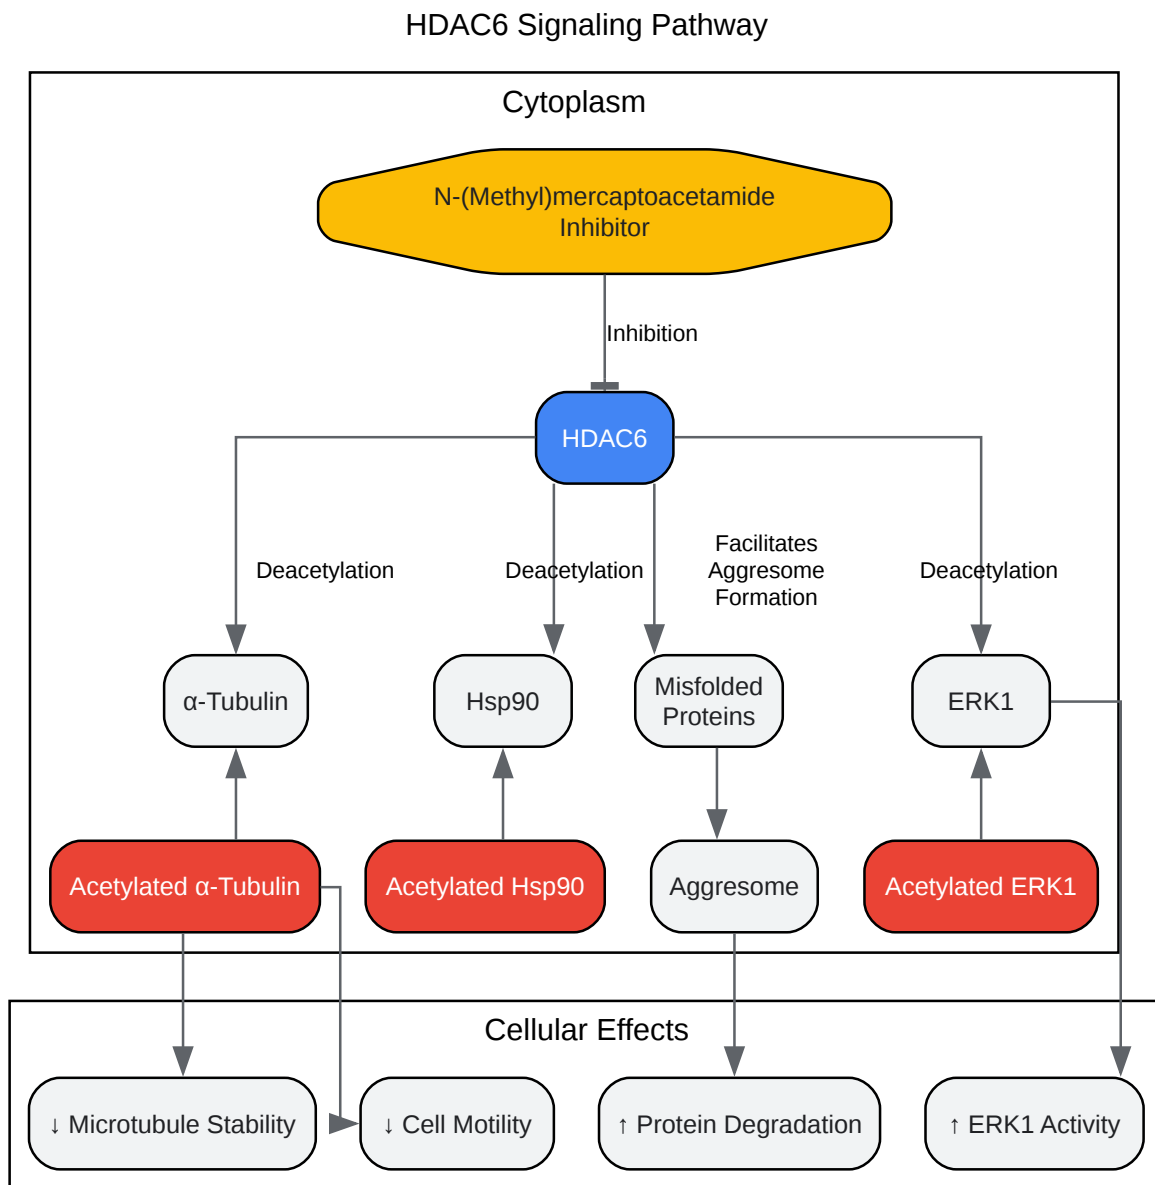 HDAC6 Signaling Pathway
Cytoplasm
N-(Methyl)mercaptoacetamide
Inhibitor
Inhibition
HDAC6
Deacetylation
Deacetylation
Facilitates
Aggresome
Formation
Deacetylation
α-Tubulin
Hsp90
Misfolded
Proteins
ERK1
Acetylated α-Tubulin
Acetylated Hsp90
Aggresome
Acetylated ERK1
Cellular Effects
↓ Microtubule Stability
↓ Cell Motility
↑ Protein Degradation
↑ ERK1 Activity